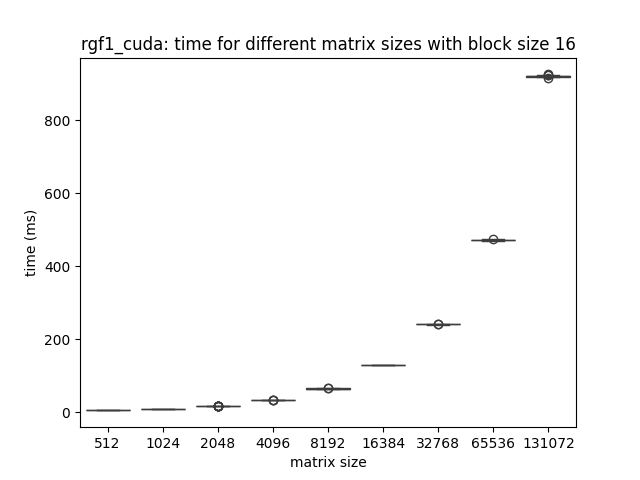 rgf1_cuda: time for different matrix sizes with block size 16
time (ms)
800
600
400
200
0
512 1024 2048 4096 8192 16384 32768 65536 131072
matrix size